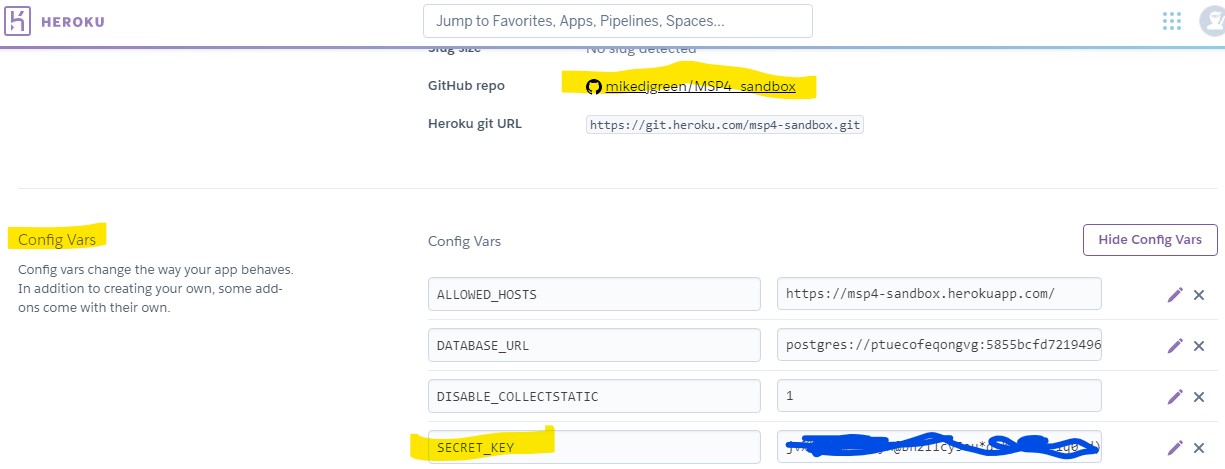 HEROKU
Jump to Favorites, Apps, Pipelines, Spaces...
Slug size No slug detected
GitHub repo mikedjgreen/MSP4_sandbox
Heroku git URL https://git.heroku.com/msp4-sandbox.git
Config Vars
Config vars change the way your app behaves.
In addition to creating your own, some add-
ons come with their own.
Config Vars
Hide Config Vars
ALLOWED_HOSTS https://msp4-sandbox.herokuapp.com/
DATABASE_URL postgres://ptuecofeqongvg:5855bcfd7219496
DISABLE_COLLECTSTATIC 1
SECRET_KEY